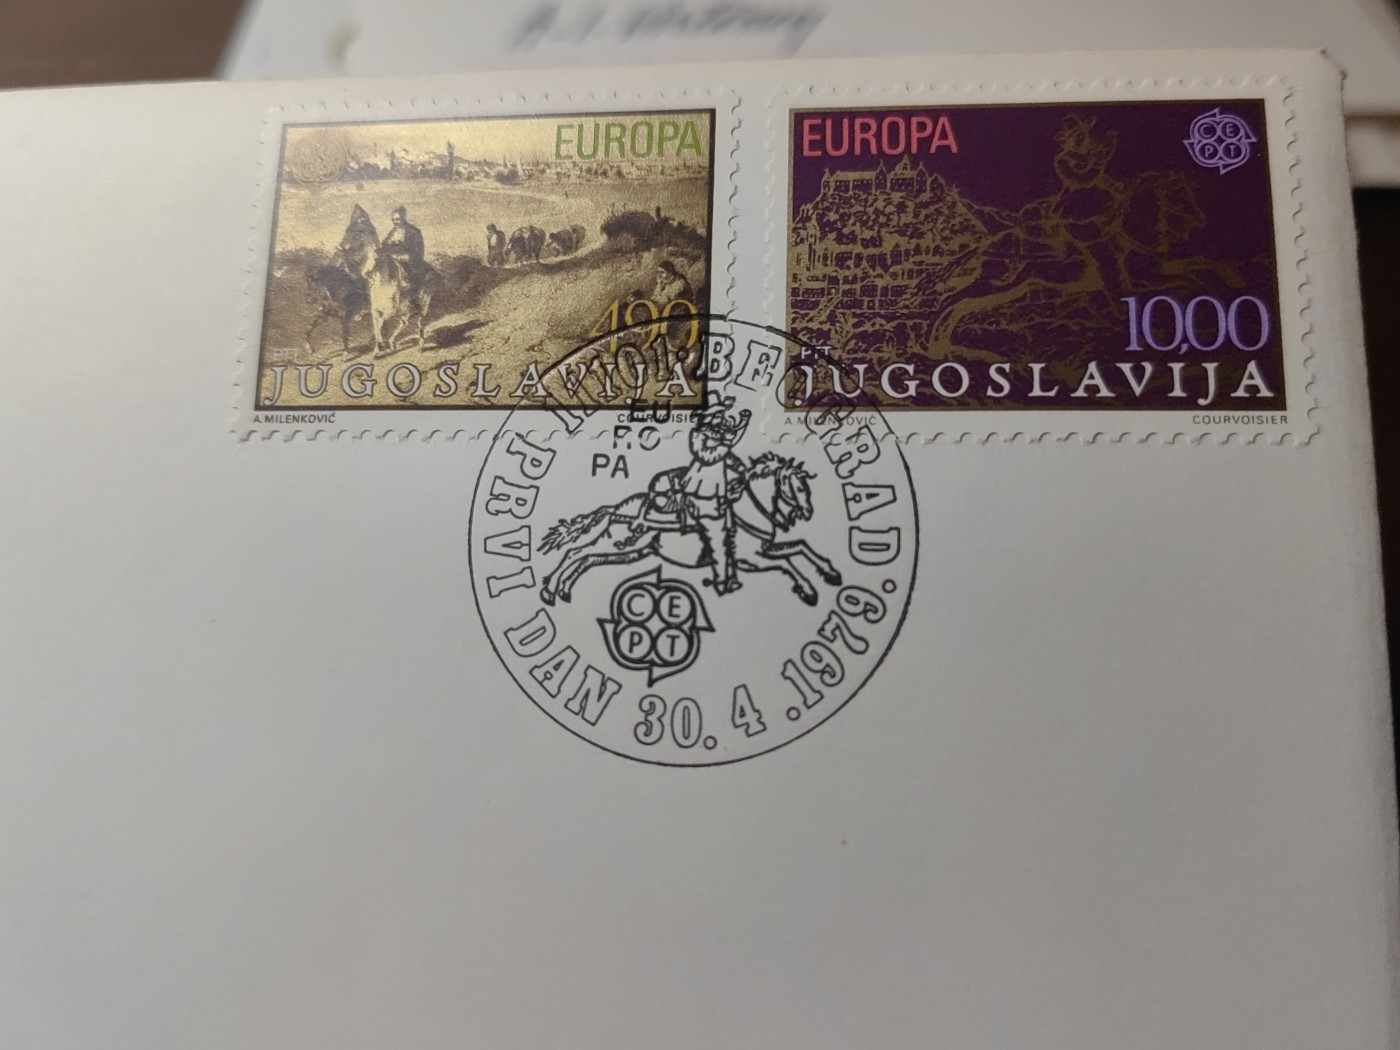 EUROPA
4,90
PTT
JUGOSLAVIJA
A.MILENKOVIĆ COURVOISIER
EUROPA
CEPT
10,00
PTT
JUGOSLAVIJA
A MILENKOVIĆ COURVOISIER
11101·BEOGRAD·
PRVI DAN 30.4.1979
EU
RO
PA
CEPT